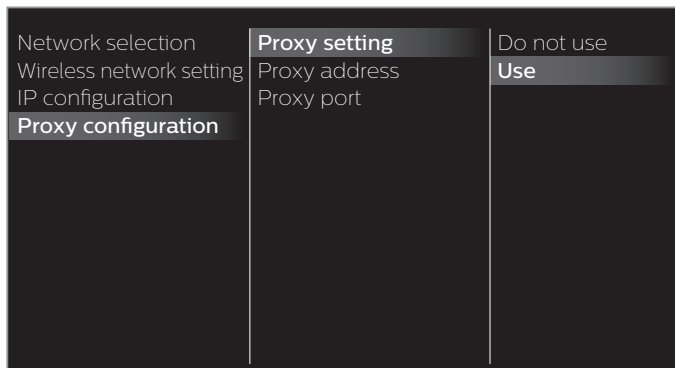 Network selection
Wireless network setting
IP configuration
Proxy configuration
Proxy setting
Proxy address
Proxy port
Do not use
Use